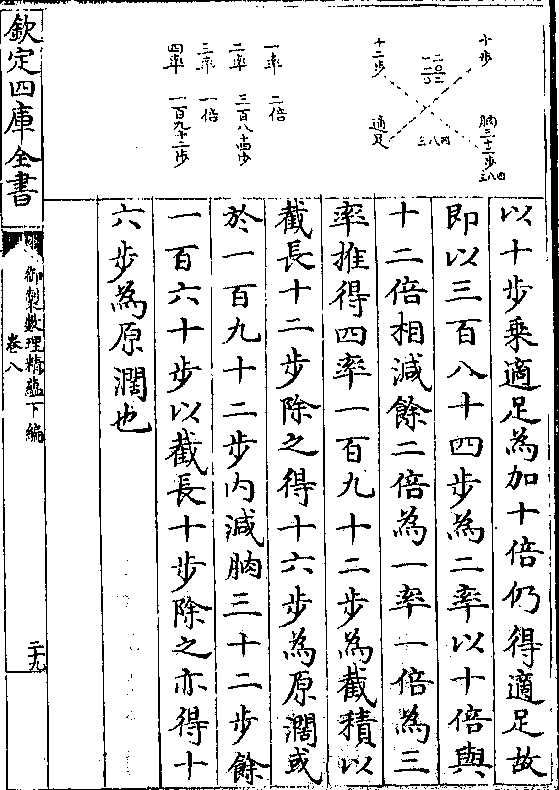 以十步乘適足為加十倍仍得適足故
即以三百八十四步為二率以十倍與
十二倍相減餘二倍為一率一倍為三
率推得四率一百九十二步為截積以
截長十二步除之得十六步為原濶或
於一百九十二步内減朒三十二步餘
一百六十步以截長十步除之亦得十
六步為原濶也
十步
朒三十二步
三八四
一二〇二
一二〇
三八四
十二步
適足
一率 二倍
二率 三百八十四步
三率 一倍
四率 一百九十二步
欽定四庫全書
御製數理精藴下編
卷八
二十九